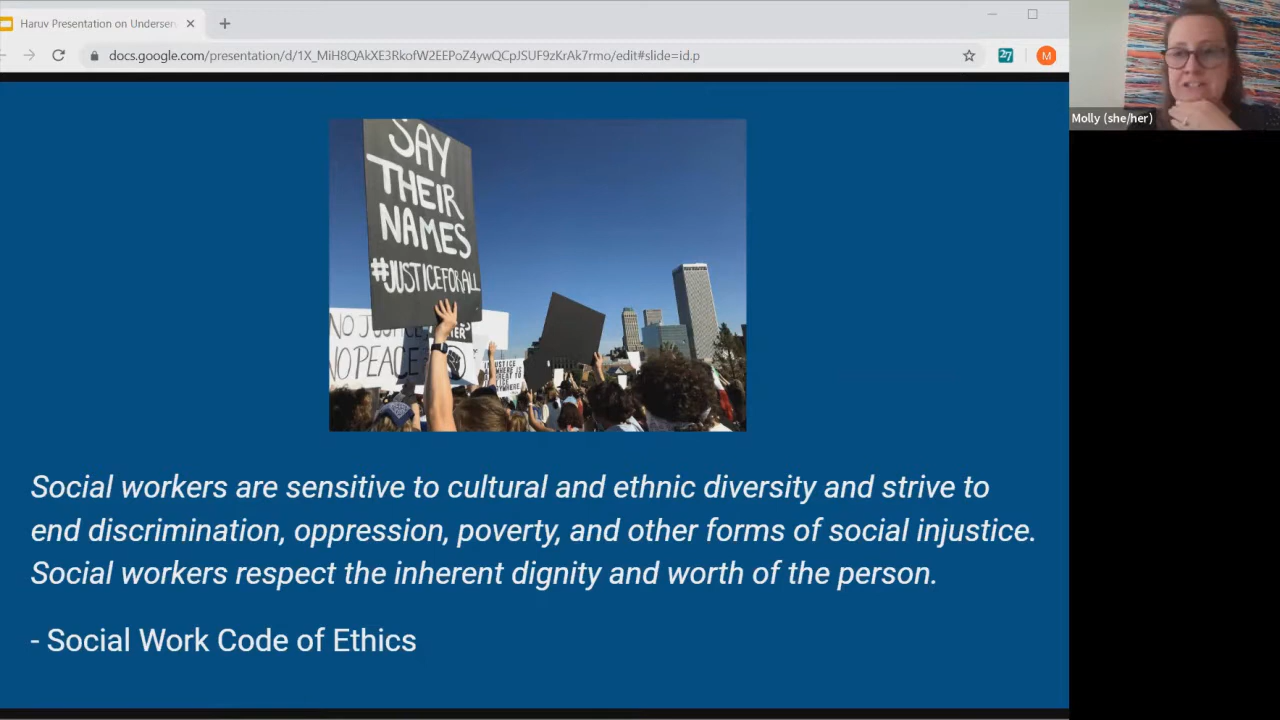 Haruv Presentation on Underser
docs.google.com/presentation/d/1X_MiH8QAkXE3RkofW2EEPoZ4ywQCpJSUF9zKrAk7rmo/edit#slide=id.p
27
M
Molly (she/her)
SAY
THEIR
NAMES
#JUSTICEFORALL
NO
NO PEACE
Social workers are sensitive to cultural and ethnic diversity and strive to
end discrimination, oppression, poverty, and other forms of social injustice.
Social workers respect the inherent dignity and worth of the person.
- Social Work Code of Ethics